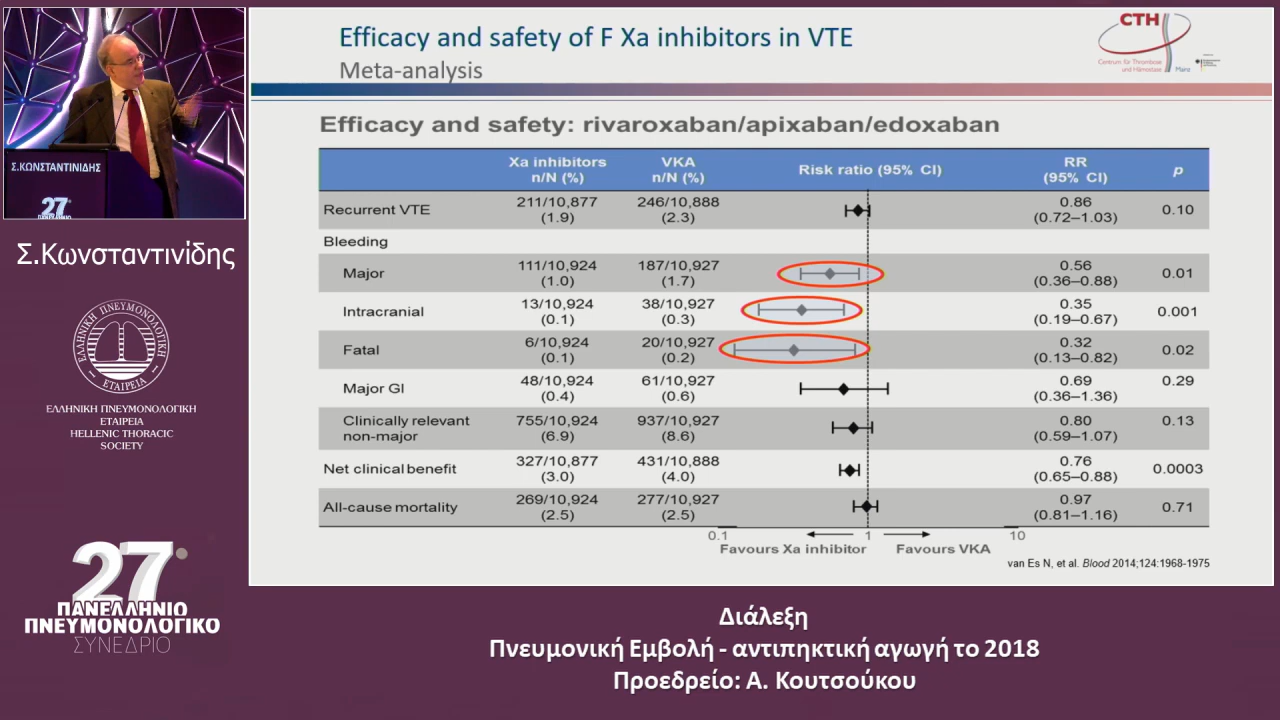 Efficacy and safety of F Xa inhibitors in VTE
Meta-analysis
CTH
Centrum für Thrombose
und Hämostase Mainz
Efficacy and safety: rivaroxaban/apixaban/edoxaban
Xa inhibitors n/N (%) VKA n/N (%) Risk ratio (95% CI) RR (95% CI) p
Recurrent VTE 211/10,877 (1.9) 246/10,888 (2.3) 0.86 (0.72–1.03) 0.10
Bleeding
Major 111/10,924 (1.0) 187/10,927 (1.7) 0.56 (0.36–0.88) 0.01
Intracranial 13/10,924 (0.1) 38/10,927 (0.3) 0.35 (0.19–0.67) 0.001
Fatal 6/10,924 (0.1) 20/10,927 (0.2) 0.32 (0.13–0.82) 0.02
Major GI 48/10,924 (0.4) 61/10,927 (0.6) 0.69 (0.36–1.36) 0.29
Clinically relevant non-major 755/10,924 (6.9) 937/10,927 (8.6) 0.80 (0.59–1.07) 0.13
Net clinical benefit 327/10,877 (3.0) 431/10,888 (4.0) 0.76 (0.65–0.88) 0.0003
All-cause mortality 269/10,924 (2.5) 277/10,927 (2.5) 0.97 (0.81–1.16) 0.71
0.1 1 10
Favours Xa inhibitor Favours VKA
van Es N, et al. Blood 2014;124:1968-1975
Σ.ΚΩΝΣΤΑΝΤΙΝΙΔΗΣ
27
ΠΑΝΕΛΛΗΝΙΟ
Σ.Κωνσταντινίδης
ΕΛΛΗΝΙΚΗ ΠΝΕΥΜΟΝΟΛΟΓΙΚΗ
ΕΤΑΙΡΕΙΑ
ΕΛΛΗΝΙΚΗ ΠΝΕΥΜΟΝΟΛΟΓΙΚΗ
ΕΤΑΙΡΕΙΑ
HELLENIC THORACIC
SOCIETY
27°
ΠΑΝΕΛΛΗΝΙΟ
ΠΝΕΥΜΟΝΟΛΟΓΙΚΟ
ΣΥΝΕΔΡΙΟ
Διάλεξη
Πνευμονική Εμβολή - αντιπηκτική αγωγή το 2018
Προεδρείο: Α. Κουτσούκου